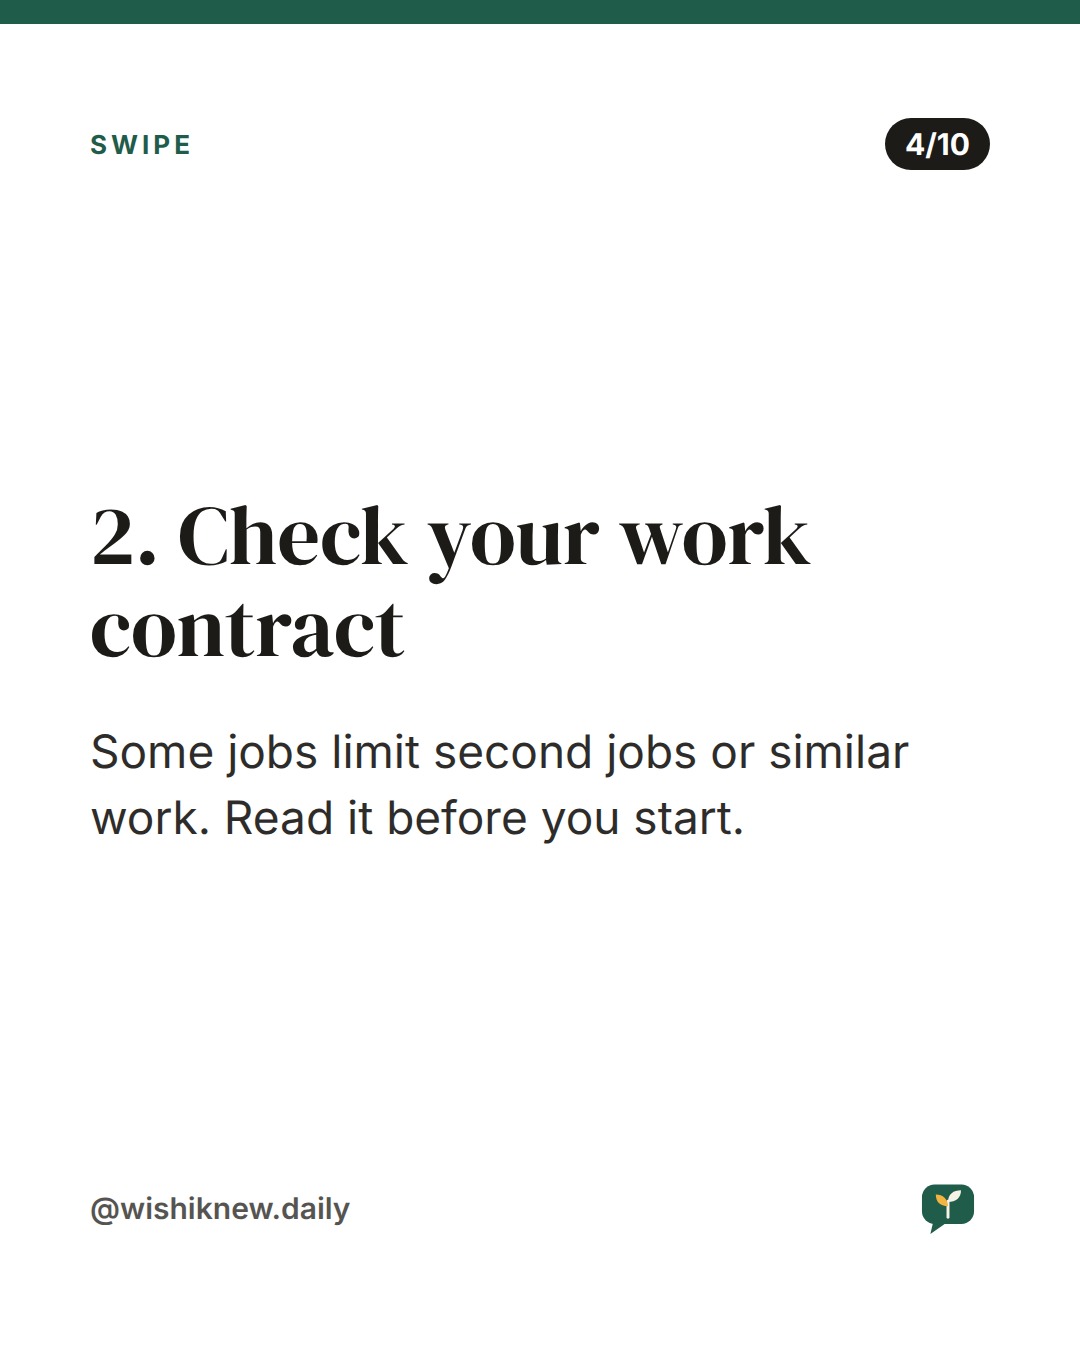 SWIPE
4/10
2. Check your work
contract
Some jobs limit second jobs or similar
work. Read it before you start.
@wishiknew.daily